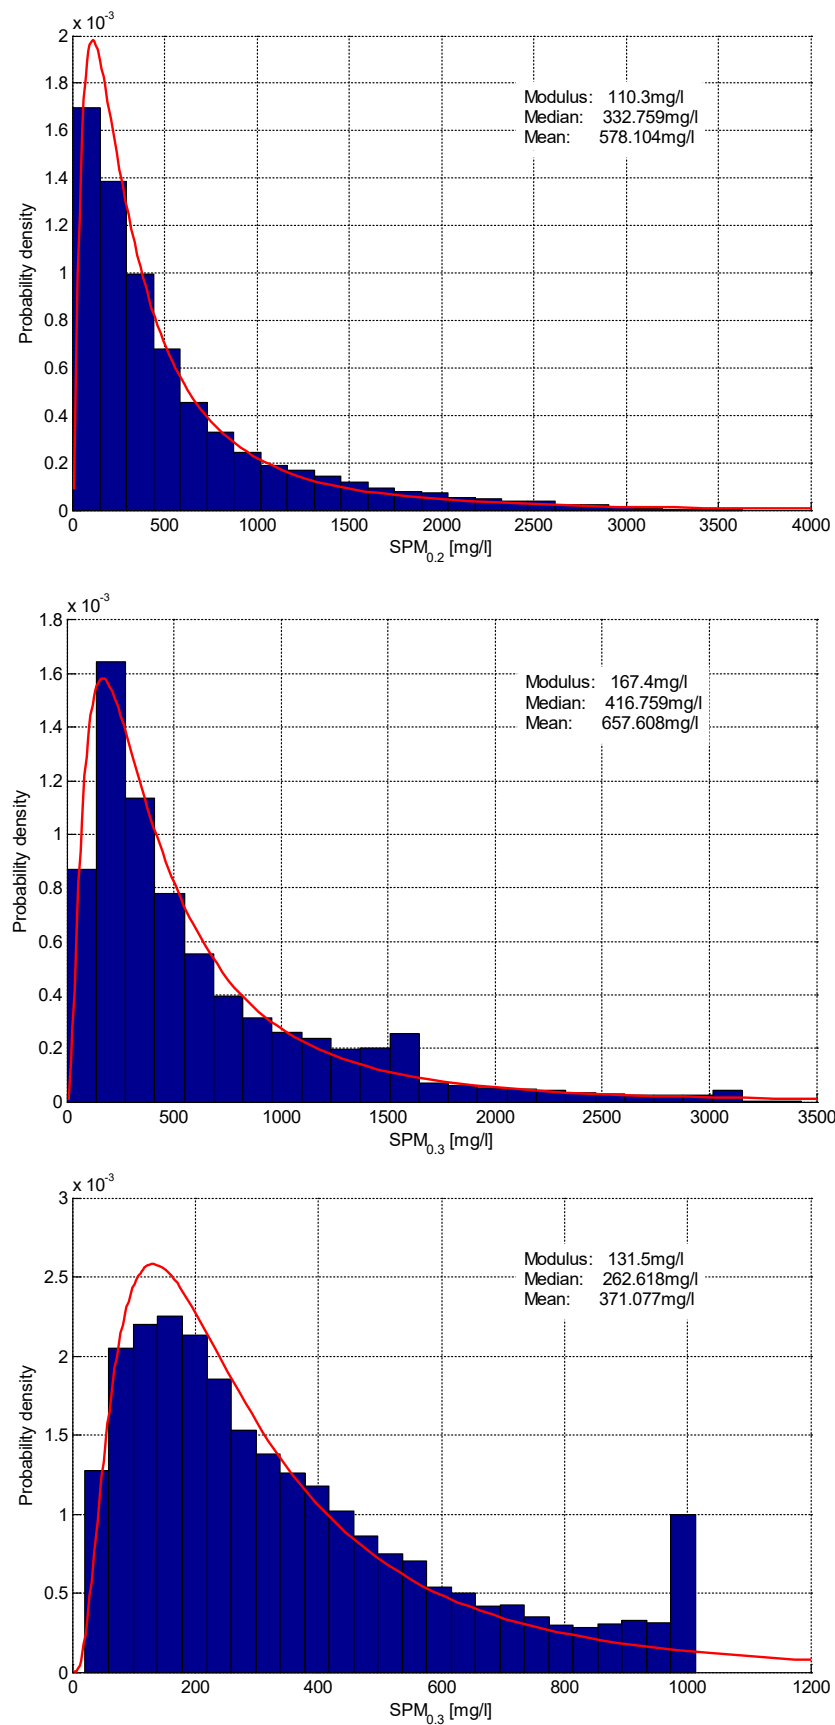 x 10-3
2
1.8
1.6
1.4
1.2
1
0.8
0.6
0.4
0.2
0
Probability density
Modulus: 110.3mg/l
Median: 332.759mg/l
Mean: 578.104mg/l
0 500 1000 1500 2000 2500 3000 3500 4000
SPM0.2 [mg/l]
x 10-3
1.8
1.6
1.4
1.2
1
0.8
0.6
0.4
0.2
0
Probability density
Modulus: 167.4mg/l
Median: 416.759mg/l
Mean: 657.608mg/l
0 500 1000 1500 2000 2500 3000 3500
SPM0.3 [mg/l]
x 10-3
3
2.5
2
1.5
1
0.5
0
Probability density
Modulus: 131.5mg/l
Median: 262.618mg/l
Mean: 371.077mg/l
0 200 400 600 800 1000 1200
SPM0.3 [mg/l]